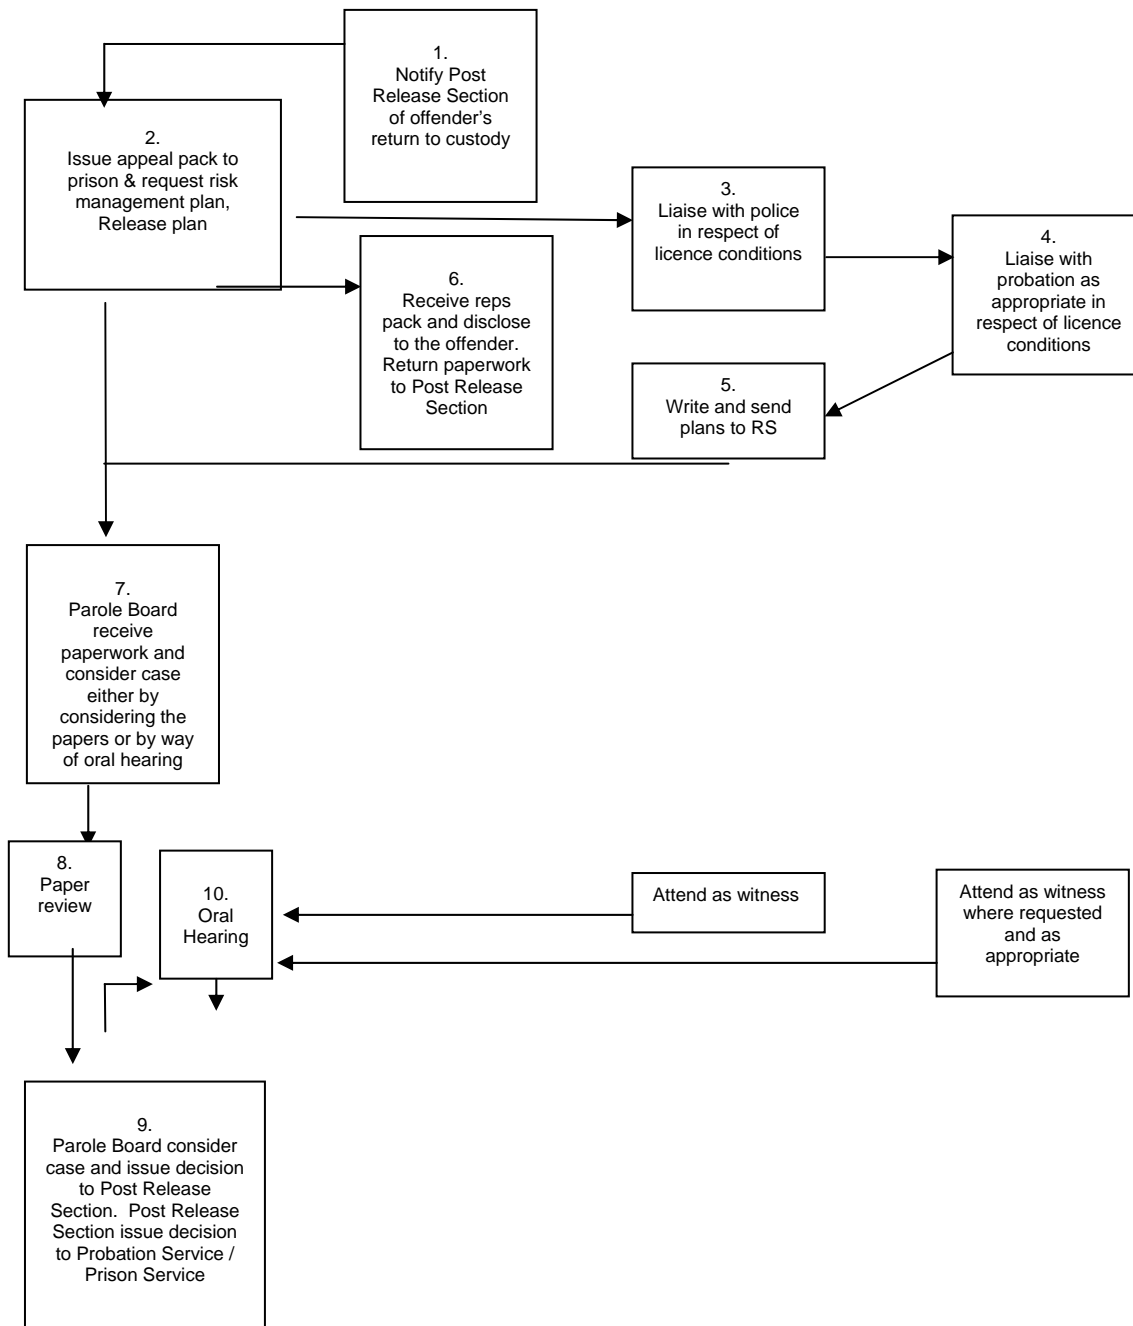 1.
Notify Post
Release Section
of offender's
return to custody
2.
Issue appeal pack to
prison & request risk
management plan,
Release plan
3.
Liaise with police
in respect of
licence conditions
4.
Liaise with
probation as
appropriate in
respect of licence
conditions
6.
Receive reps
pack and disclose
to the offender.
Return paperwork
to Post Release
Section
5.
Write and send
plans to RS
7.
Parole Board
receive
paperwork and
consider case
either by
considering the
papers or by way
of oral hearing
8.
Paper
review
10.
Oral
Hearing
Attend as witness
Attend as witness
where requested
and as
appropriate
9.
Parole Board consider
case and issue decision
to Post Release
Section.  Post Release
Section issue decision
to Probation Service /
Prison Service